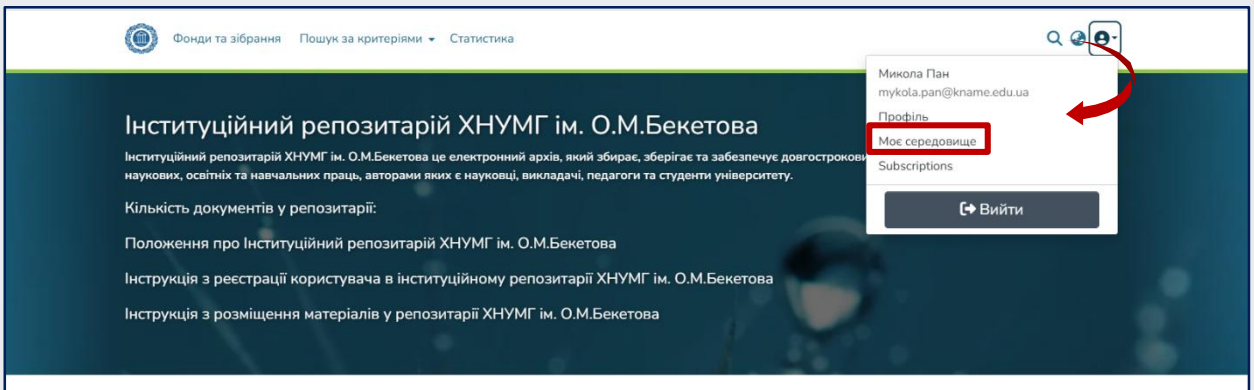 Фонди та зібрання Пошук за критеріями Статистика
Микола Пан
mykola.pan@kname.edu.ua
Профіль
Моє середовище
Subscriptions
Вийти
Інституційний репозитарій ХНУМГ ім. О.М.Бекетова
Інституційний репозитарій ХНУМГ ім. О.М.Бекетова це електронний архів, який збирає, зберігає та забезпечує довгострокови
наукових, освітніх та навчальних праць, авторами яких є науковці, викладачі, педагоги та студенти університету.
Кількість документів у репозитарії:
Положення про Інституційний репозитарій ХНУМГ ім. О.М.Бекетова
Інструкція з реєстрації користувача в інституційному репозитарії ХНУМГ ім. О.М.Бекетова
Інструкція з розміщення матеріалів у репозитарії ХНУМГ ім. О.М.Бекетова